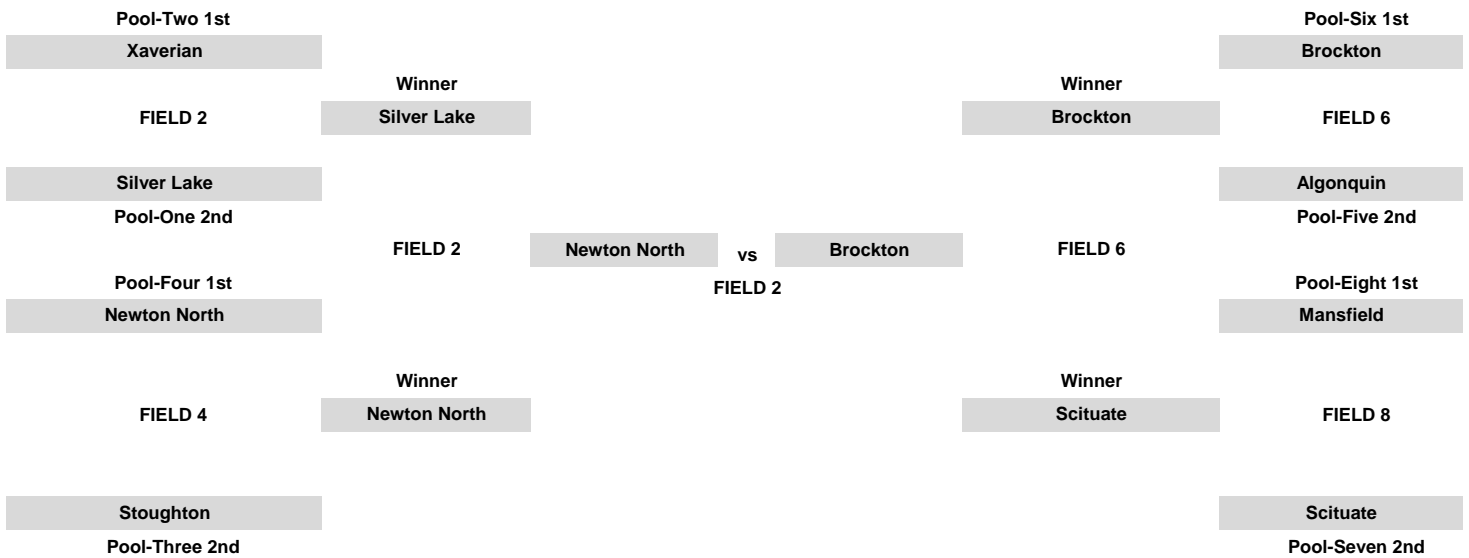 Pool-Two 1st Pool-Six 1st
Xaverian Brockton
Winner Winner
FIELD 2 Silver Lake Brockton FIELD 6
Silver Lake Algonquin
Pool-One 2nd Pool-Five 2nd
FIELD 2 Newton North vs Brockton FIELD 6
Pool-Four 1st FIELD 2 Pool-Eight 1st
Newton North Mansfield
Winner Winner
FIELD 4 Newton North Scituate FIELD 8
Stoughton Scituate
Pool-Three 2nd Pool-Seven 2nd